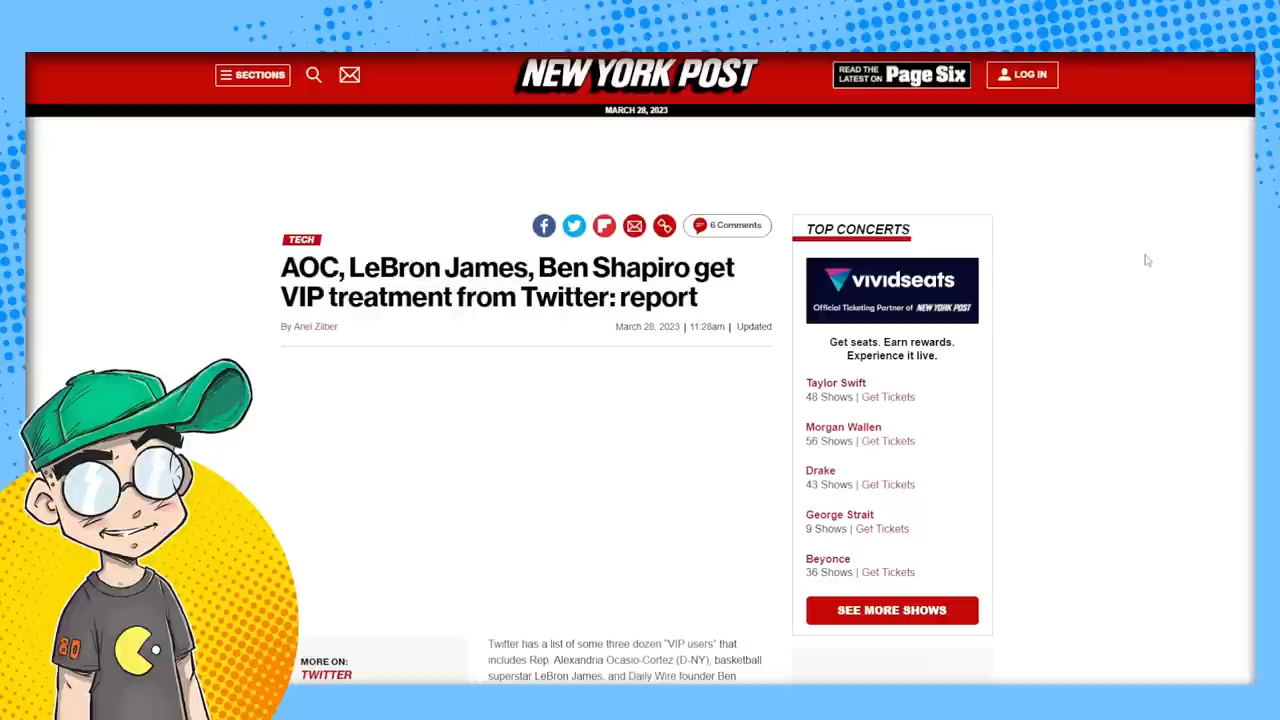 SECTIONS
NEW YORK POST
READ THE LATEST ON Page Six
LOG IN
MARCH 28, 2023
6 Comments
TECH
AOC, LeBron James, Ben Shapiro get
VIP treatment from Twitter: report
By Ariel Zilber
March 28, 2023 | 11:28am | Updated
TOP CONCERTS
vividseats
Official Ticketing Partner of NEW YORK POST
Get seats. Earn rewards.
Experience it live.
Taylor Swift
48 Shows | Get Tickets
Morgan Wallen
56 Shows | Get Tickets
Drake
43 Shows | Get Tickets
George Strait
9 Shows | Get Tickets
Beyonce
36 Shows | Get Tickets
SEE MORE SHOWS
MORE ON:
TWITTER
Twitter has a list of some three dozen “VIP users” that
includes Rep. Alexandria Ocasio-Cortez (D-NY), basketball
superstar LeBron James, and Daily Wire founder Ben
80